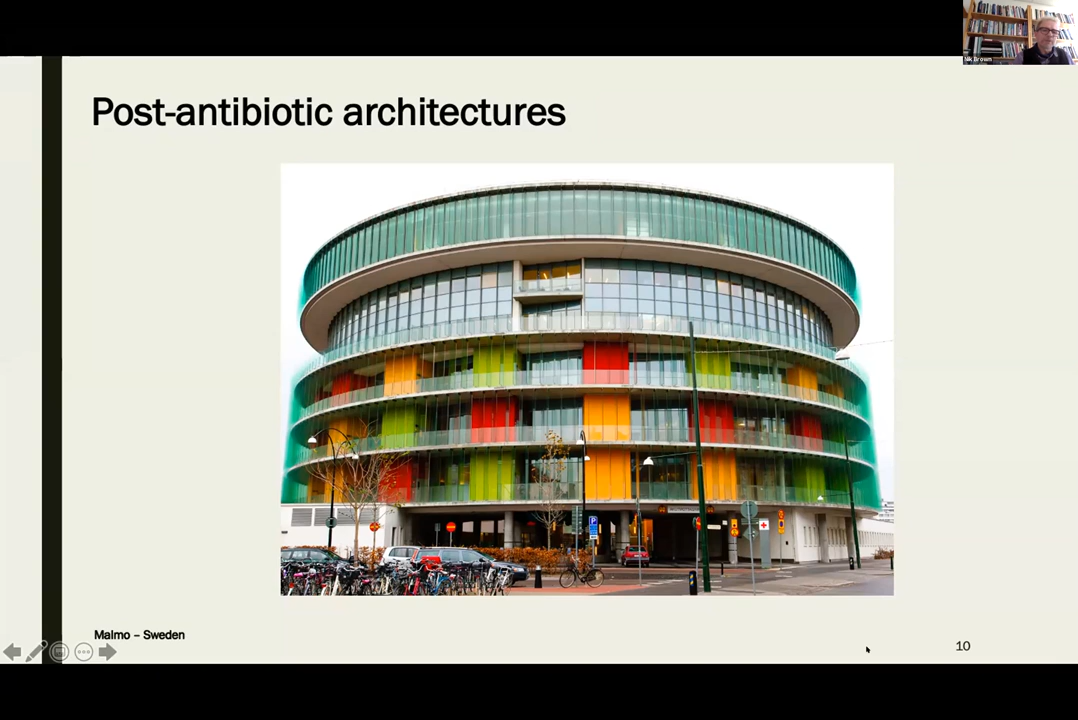 Nik Brown
Post-antibiotic architectures
P
Malmo – Sweden
10